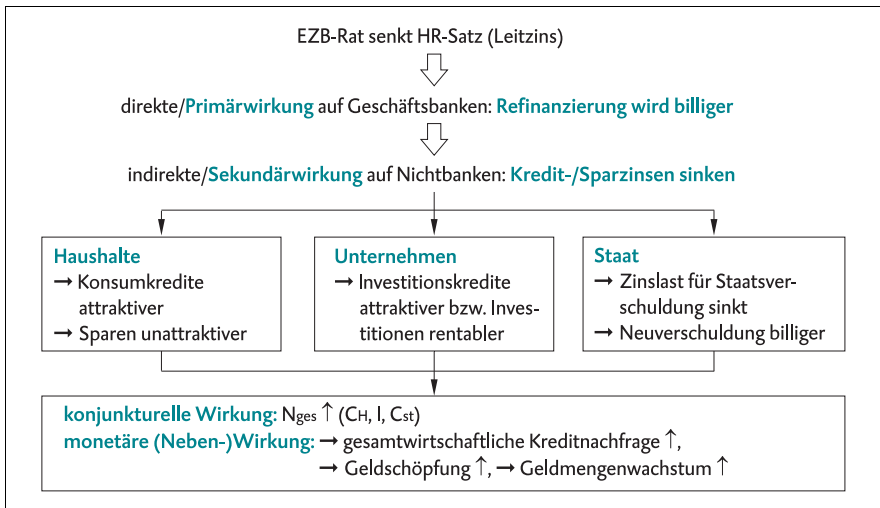 EZB-Rat senkt HR-Satz (Leitzins)
direkte/Primärwirkung auf Geschäftsbanken: Refinanzierung wird billiger
indirekte/Sekundärwirkung auf Nichtbanken: Kredit-/Sparzinsen sinken
Haushalte
→ Konsumkredite
attraktiver
→ Sparen unattraktiver
Unternehmen
→ Investitionskredite
attraktiver bzw. Inves-
titionen rentabler
Staat
→ Zinslast für Staatsver-
schuldung sinkt
→ Neuverschuldung billiger
konjunkturelle Wirkung: Nges ↑ (CH, I, Cst)
monetäre (Neben-)Wirkung: → gesamtwirtschaftliche Kreditnachfrage ↑,
→ Geldschöpfung ↑, → Geldmengenwachstum ↑